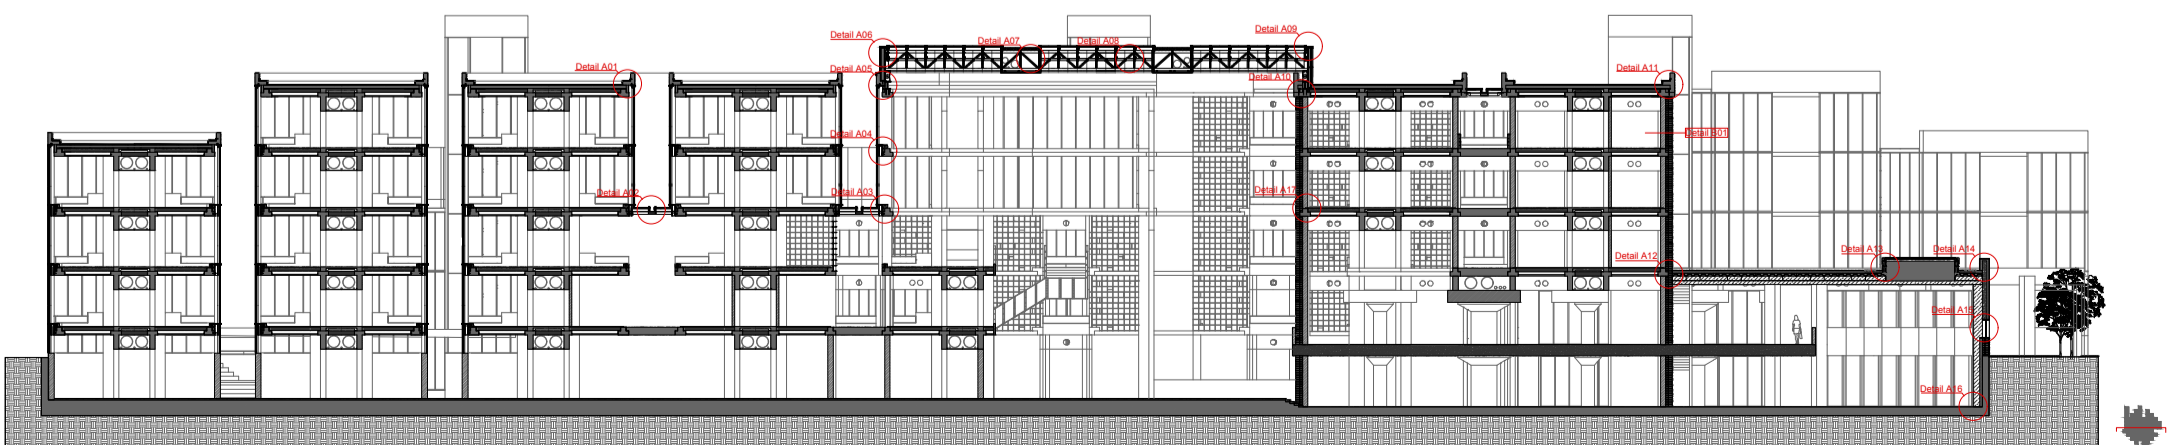 Detail A09
Detail A06
Detail A07
Detail A08
Detail A01
Detail A05
Detail A11
Detail A10
Detail A04
Detail B01
Detail A02
Detail A03
Detail A17
Detail A13
Detail A14
Detail A12
Detail A15
Detail A16